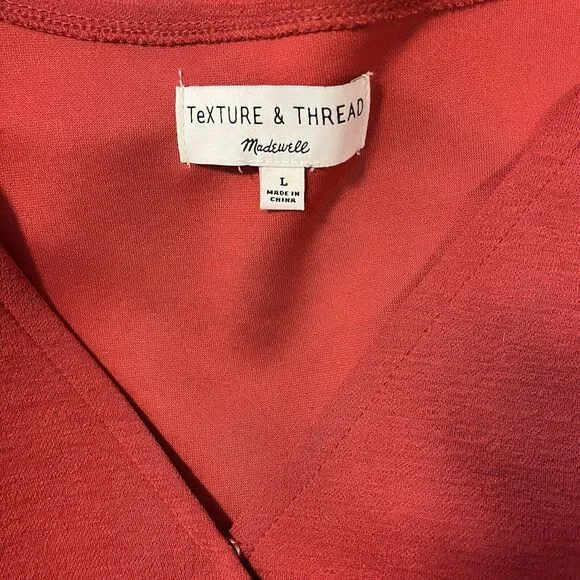 TeXTURE & THREAD
Madewell
L
MADE IN
CHINA